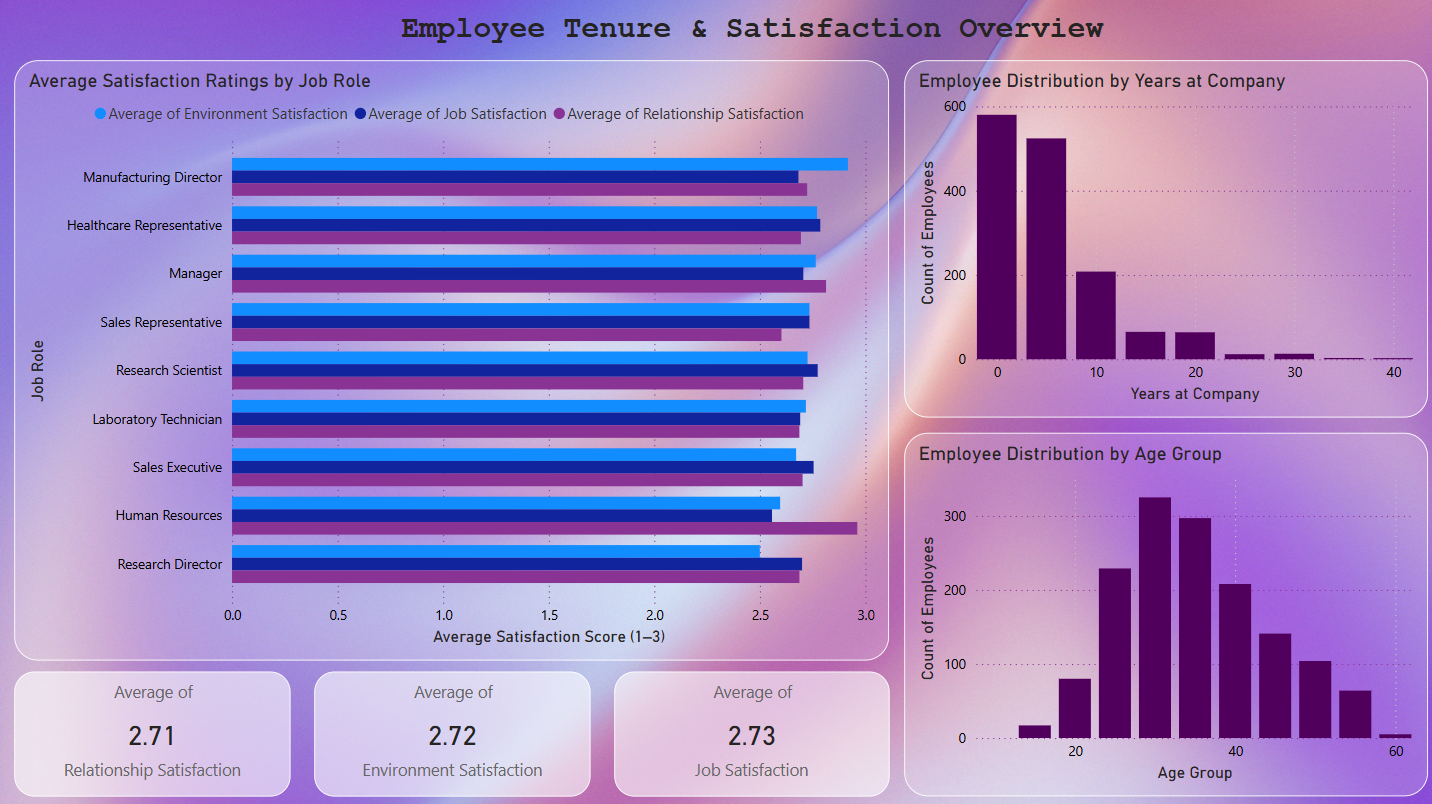 Employee Tenure & Satisfaction Overview
Average Satisfaction Ratings by Job Role
Average of Environment Satisfaction Average of Job Satisfaction Average of Relationship Satisfaction
Job Role
Manufacturing Director
Healthcare Representative
Manager
Sales Representative
Research Scientist
Laboratory Technician
Sales Executive
Human Resources
Research Director
0.0 0.5 1.0 1.5 2.0 2.5 3.0
Average Satisfaction Score (1–3)
Average of
2.71
Relationship Satisfaction
Average of
2.72
Environment Satisfaction
Average of
2.73
Job Satisfaction
Employee Distribution by Years at Company
Count of Employees
600
400
200
0
0 10 20 30 40
Years at Company
Employee Distribution by Age Group
Count of Employees
300
200
100
0
20 40 60
Age Group